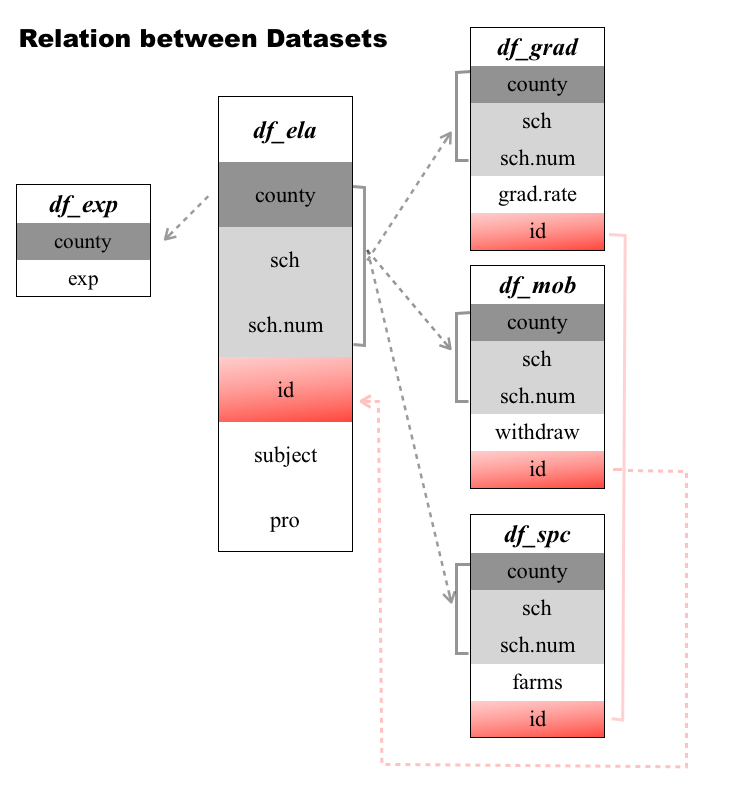 Relation between Datasets
df_exp
county
exp
df_ela
county
sch
sch.num
id
subject
pro
df_grad
county
sch
sch.num
grad.rate
id
df_mob
county
sch
sch.num
withdraw
id
df_spc
county
sch
sch.num
farms
id